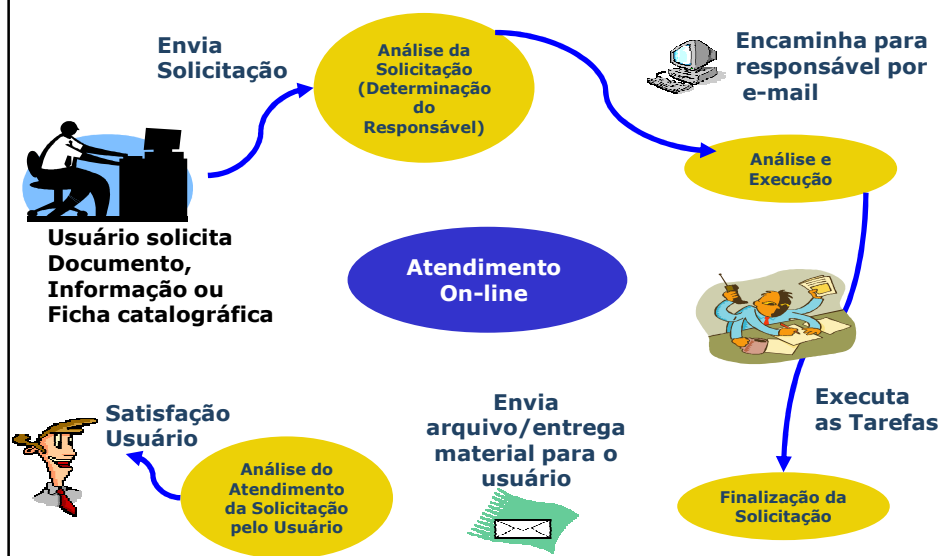 Envia
Solicitação
Análise da
Solicitação
(Determinação
do
Responsável)
Encaminha para
responsável por
e-mail
Análise e
Execução
Usuário solicita
Documento,
Informação ou
Ficha catalográfica
Atendimento
On-line
Executa
as Tarefas
Finalização da
Solicitação
Envia
arquivo/entrega
material para o
usuário
Análise do
Atendimento
da Solicitação
pelo Usuário
Satisfação
Usuário